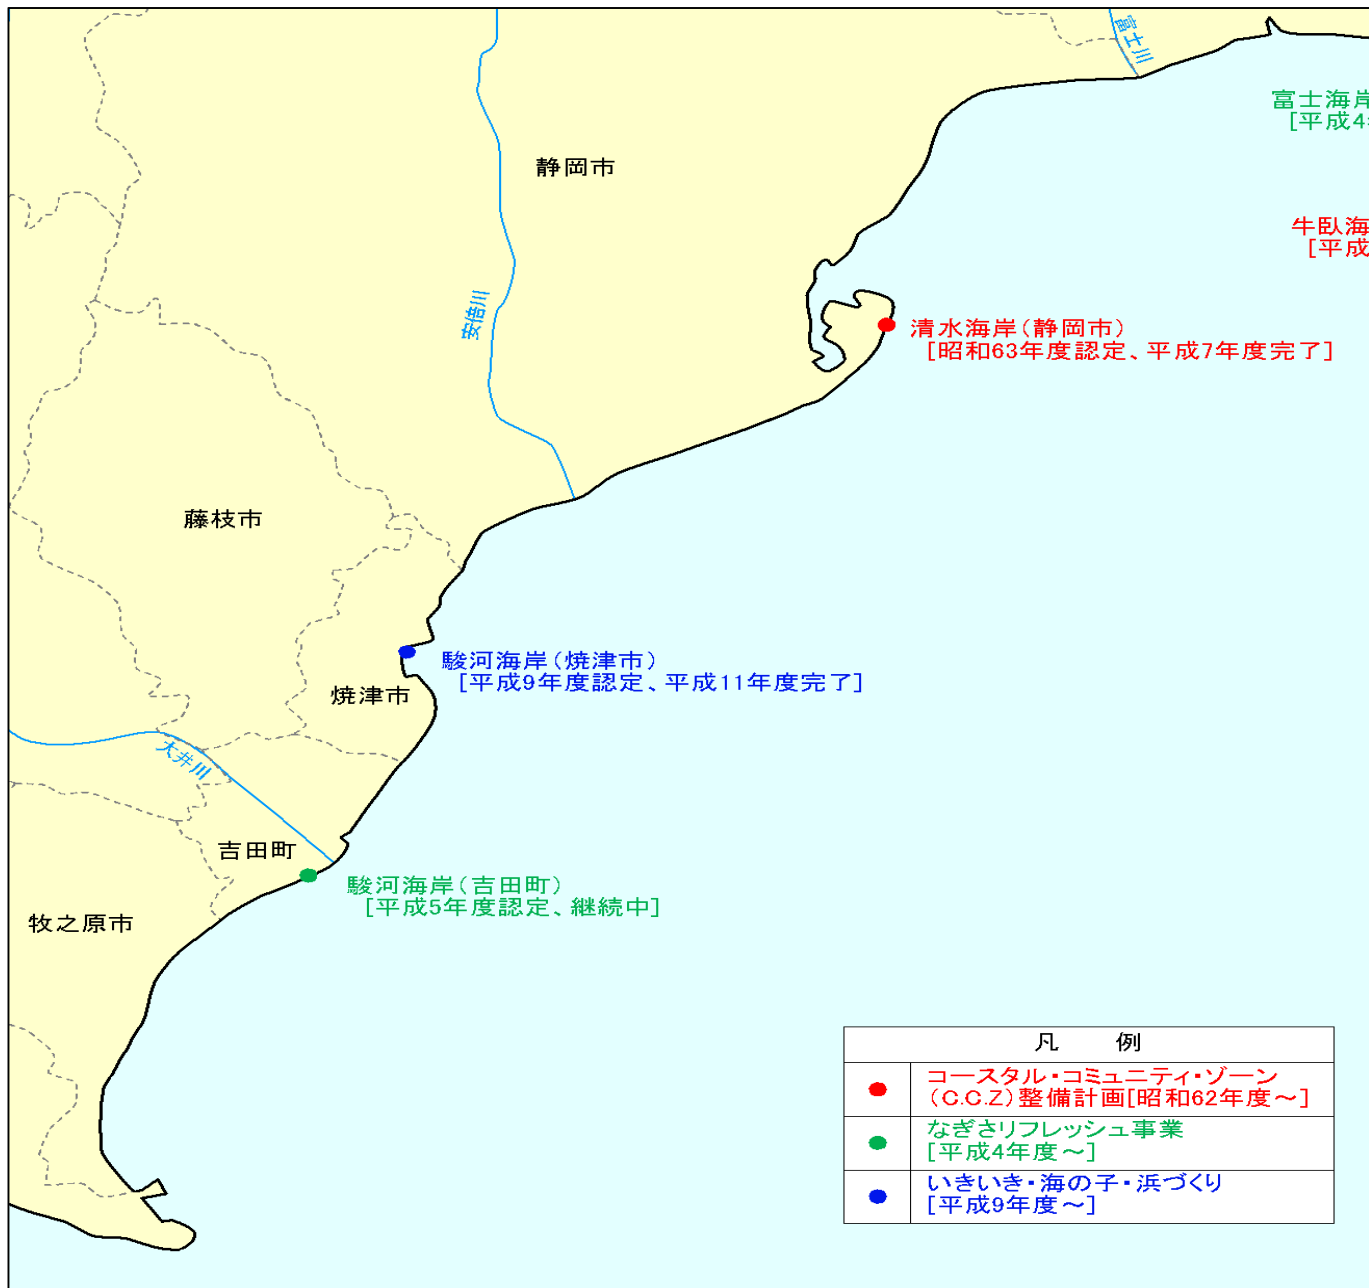 富士川
富士海岸
[平成4
静岡市
牛臥海
[平成
安倍川
清水海岸(静岡市)
[昭和63年度認定、平成7年度完了]
藤枝市
駿河海岸(焼津市)
[平成9年度認定、平成11年度完了]
焼津市
大井川
吉田町
駿河海岸(吉田町)
[平成5年度認定、継続中]
牧之原市
凡 例
コースタル・コミュニティ・ゾーン
(C.C.Z)整備計画[昭和62年度~]
なぎさリフレッシュ事業
[平成4年度~]
いきいき・海の子・浜づくり
[平成9年度~]